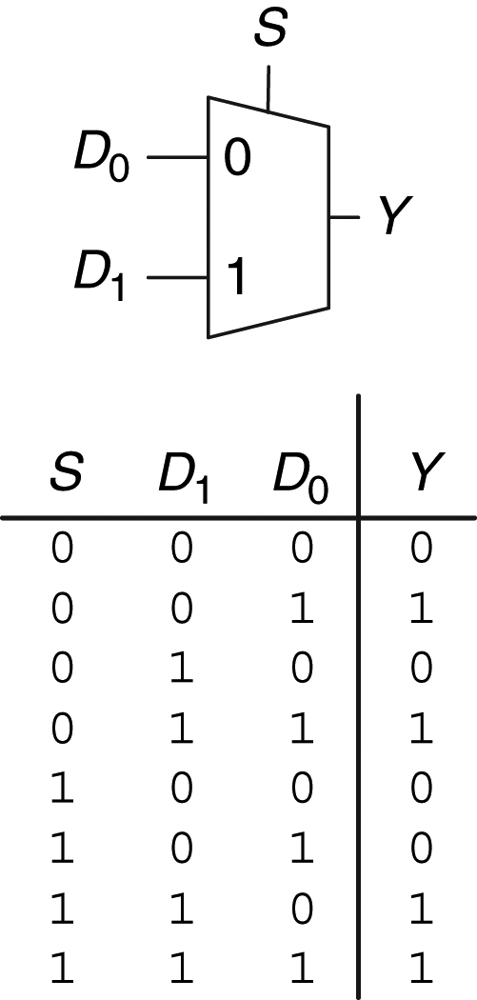 S
D0 0
Y
D1 1
S D1 D0 Y
0 0 0 0
0 0 1 1
0 1 0 0
0 1 1 1
1 0 0 0
1 0 1 0
1 1 0 1
1 1 1 1